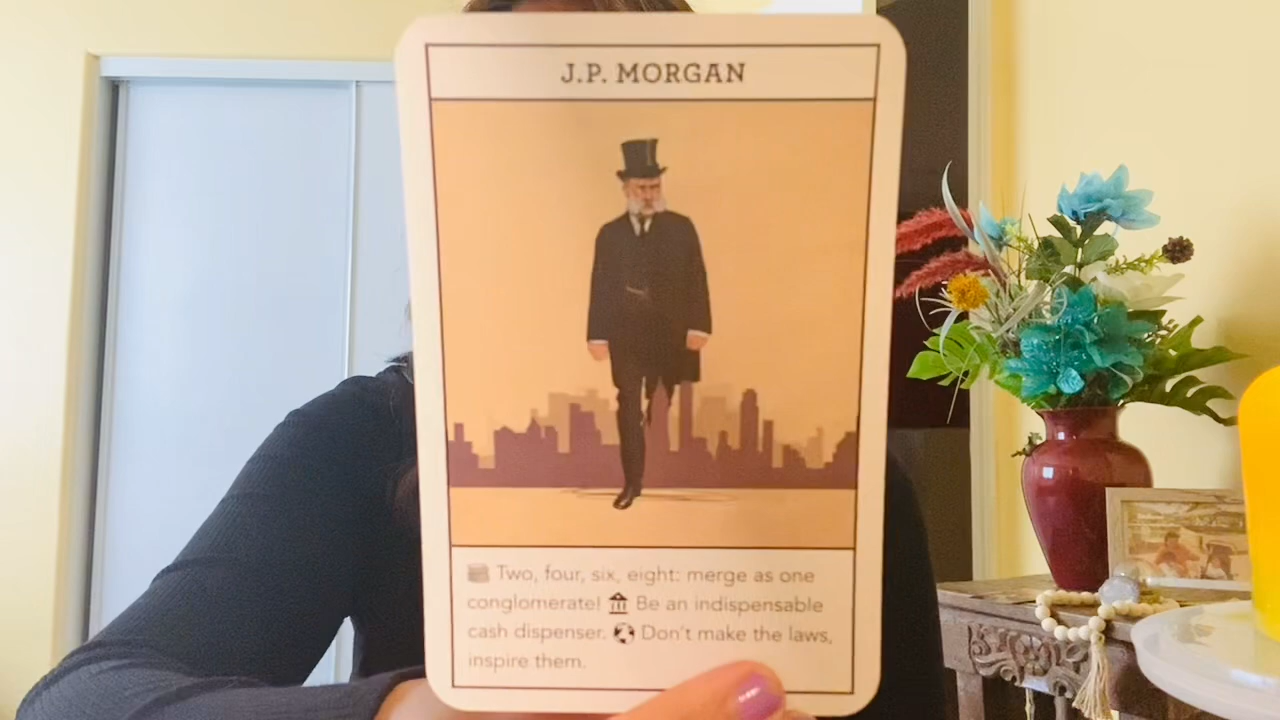 J.P. MORGAN
Two, four, six, eight: merge as one
conglomerate! Be an indispensable
cash dispenser. Don't make the laws,
inspire them.